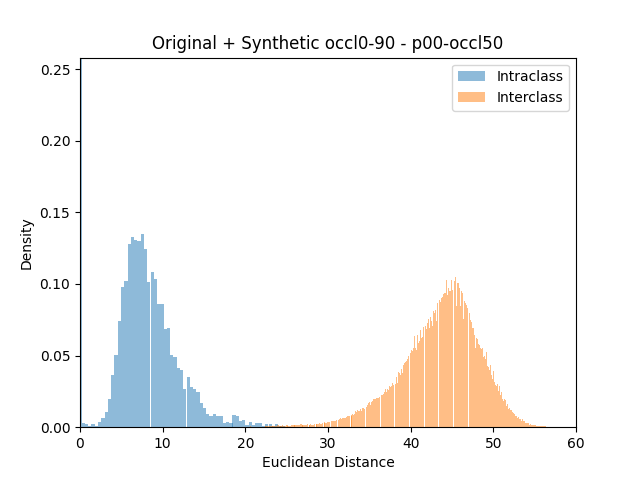 Original + Synthetic occl0-90 - p00-occl50
Intraclass
Interclass
Density
0.25
0.20
0.15
0.10
0.05
0.00
0 10 20 30 40 50 60
Euclidean Distance